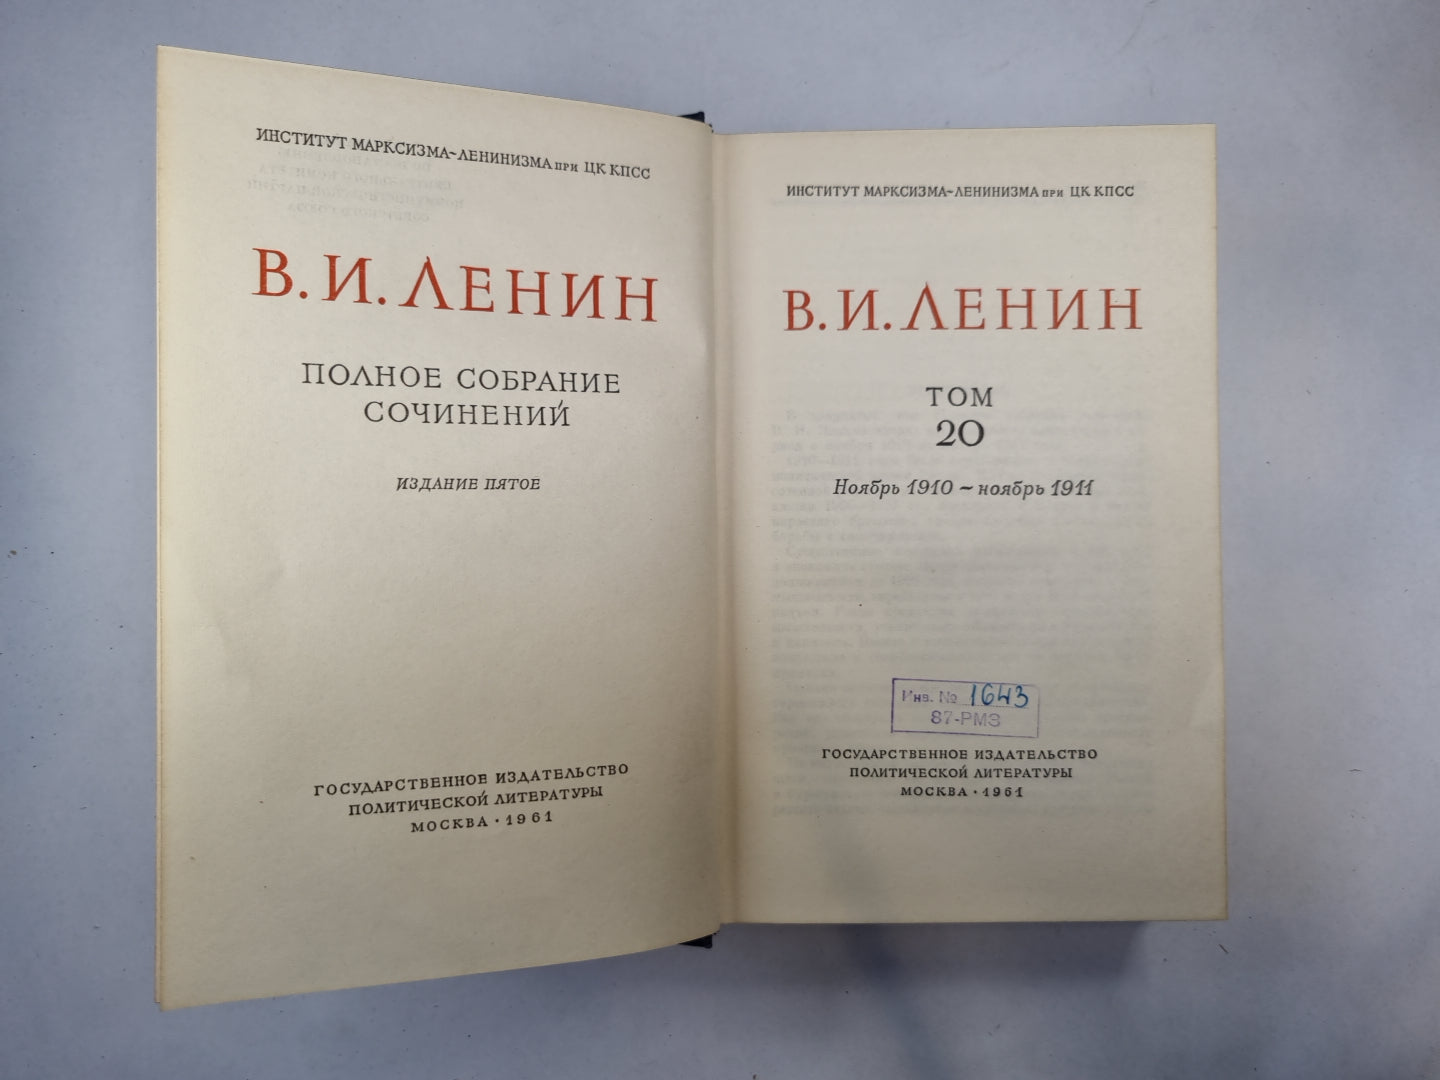 ИНСТИТУТ МАРКСИЗМА~ЛЕНИНИЗМА при ЦК КПСС
В. И. ЛЕНИН
ПОЛНОЕ СОБРАНИЕ
СОЧИНЕНИЙ
ИЗДАНИЕ ПЯТОЕ
ГОСУДАРСТВЕННОЕ ИЗДАТЕЛЬСТВО
ПОЛИТИЧЕСКОЙ ЛИТЕРАТУРЫ
МОСКВА · 1961
ИНСТИТУТ МАРКСИЗМА~ЛЕНИНИЗМА при ЦК КПСС
В. И. ЛЕНИН
ТОМ
20
Ноябрь 1910 ~ ноябрь 1911
Инв. № 1643
87-РМЗ
ГОСУДАРСТВЕННОЕ ИЗДАТЕЛЬСТВО
ПОЛИТИЧЕСКОЙ ЛИТЕРАТУРЫ
МОСКВА · 1961